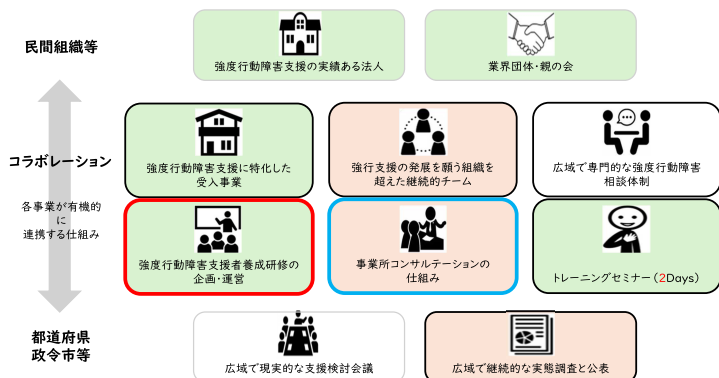 民間組織等
強度行動障害支援の実績ある法人
業界団体・親の会
コラボレーション
各事業が有機的
に
連携する仕組み
強度行動障害支援に特化した
受入事業
強行支援の発展を願う組織を
超えた継続的チーム
広域で専門的な強度行動障害
相談体制
強度行動障害支援者養成研修の
企画・運営
事業所コンサルテーションの
仕組み
トレーニングセミナー（2Days）
都道府県
政令市等
広域で現実的な支援検討会議
広域で継続的な実態調査と公表